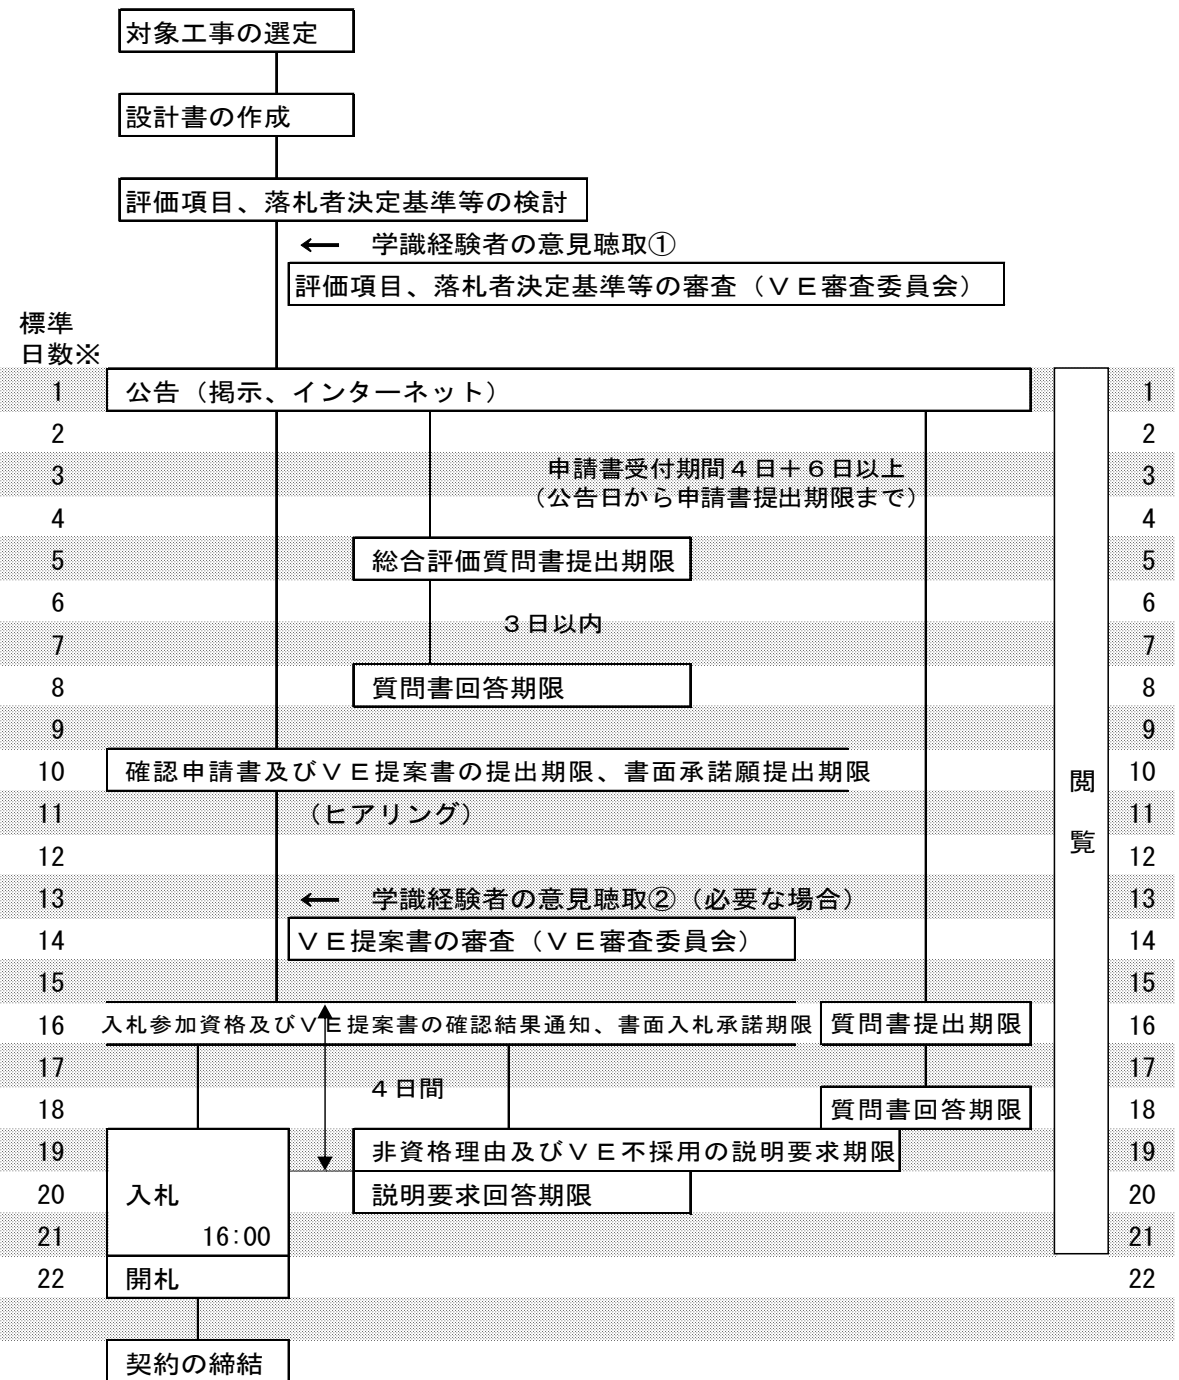 対象工事の選定
設計書の作成
評価項目、落札者決定基準等の検討
← 学識経験者の意見聴取①
評価項目、落札者決定基準等の審査（ＶＥ審査委員会）
標準
日数※
1 公告（掲示、インターネット） 1
2 2
3 申請書受付期間４日＋６日以上 3
（公告日から申請書提出期限まで）
4 4
5 総合評価質問書提出期限 5
6 6
３日以内
7 7
8 質問書回答期限 8
9 9
10 確認申請書及びＶＥ提案書の提出期限、書面承諾願提出期限 10
閲覧
11 （ヒアリング） 11
12 12
13 ← 学識経験者の意見聴取②（必要な場合） 13
14 ＶＥ提案書の審査（ＶＥ審査委員会） 14
15 15
16 入札参加資格及びＶＥ提案書の確認結果通知、書面入札承諾期限 質問書提出期限 16
17 17
４日間
18 質問書回答期限 18
19 非資格理由及びＶＥ不採用の説明要求期限 19
20 入札 説明要求回答期限 20
21 16:00 21
22 開札 22
契約の締結